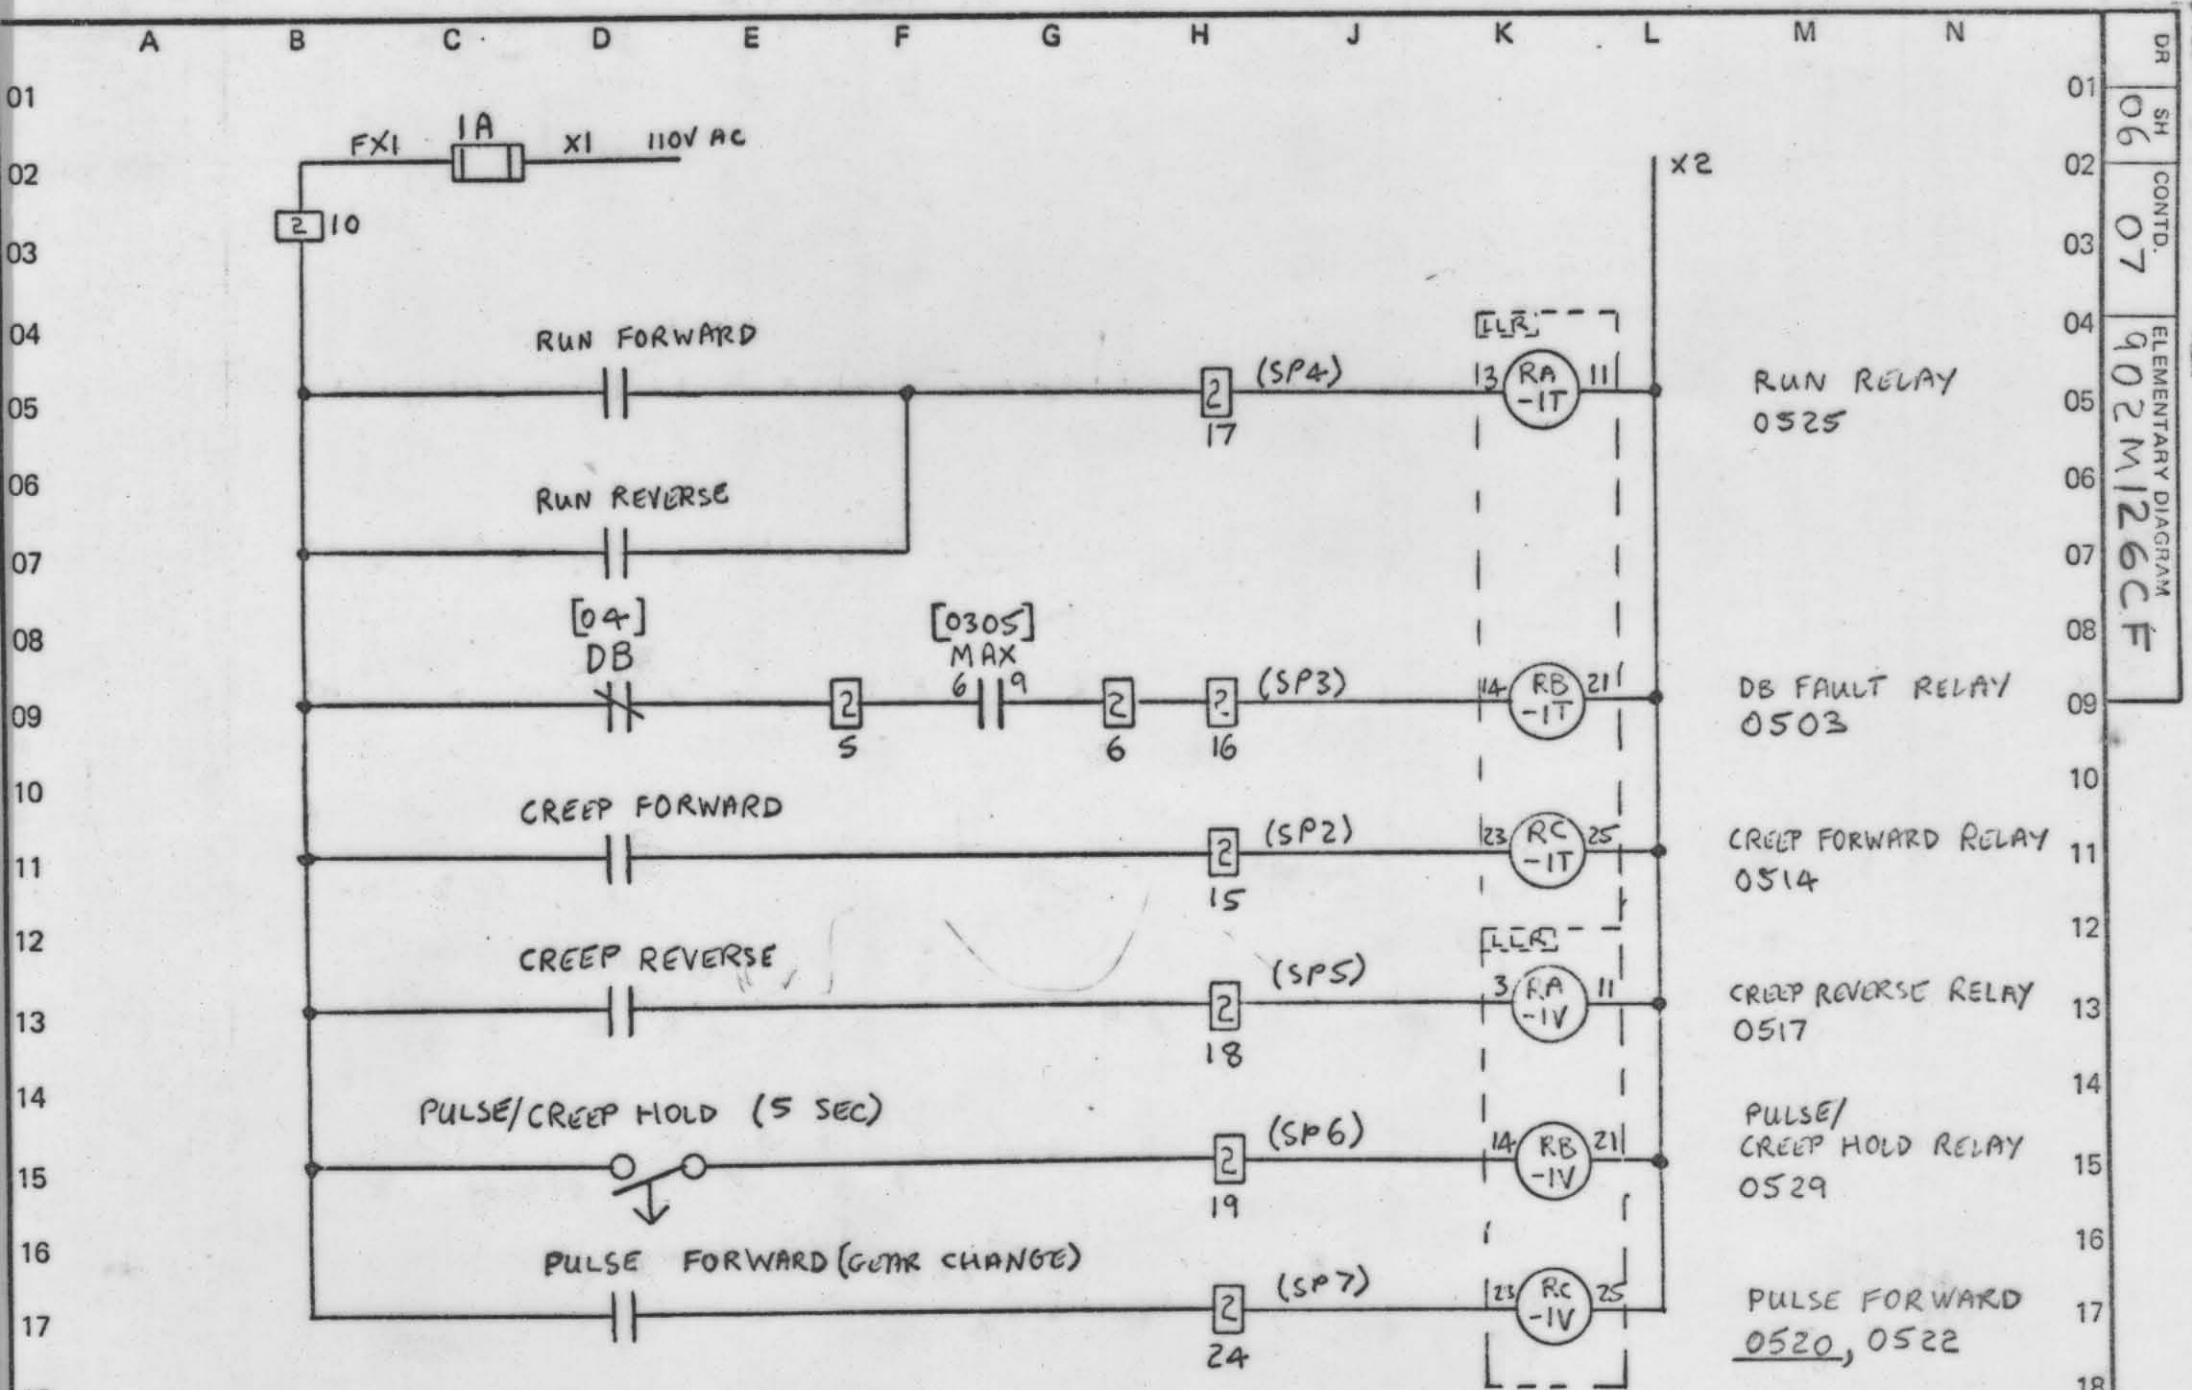 A B C D E F G H J K L M N
01 01
FX1 1A X1 110V AC
02 X2 02
2 10
03 03
04 RUN FORWARD 04
2 (SP4) 13 RA -1T 11 RUN RELAY
05 17 0525 05
06 RUN REVERSE 06
07 07
[04] [0305]
08 DB MAX 08
2 6 9 2 2 (SP3) 14 RB -1T 21 DB FAULT RELAY
09 5 6 16 0503 09
10 CREEP FORWARD 10
2 (SP2) 23 RC -1T 25 CREEP FORWARD RELAY
11 15 0514 11
12 CREEP REVERSE 12
2 (SP5) 3 RA -1V 11 CREEP REVERSE RELAY
13 18 0517 13
14 PULSE/CREEP HOLD (5 SEC) 14
PULSE/
2 (SP6) 14 RB -1V 21 CREEP HOLD RELAY
15 19 0529 15
16 PULSE FORWARD (GEAR CHANGE) 16
2 (SP7) 23 RC -1V 25 PULSE FORWARD
17 24 0520, 0522 17
18
DR
SH 06
CONTD. 07
ELEMENTARY DIAGRAM
902M126CF